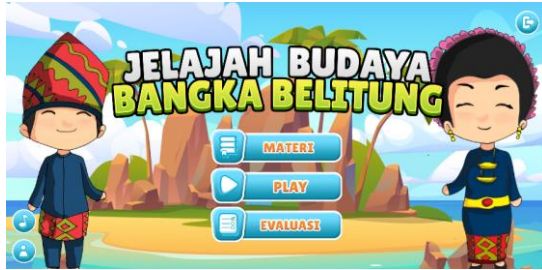 JELAJAH BUDAYA
BANGKA BELITUNG
MATERI
PLAY
EVALUASI